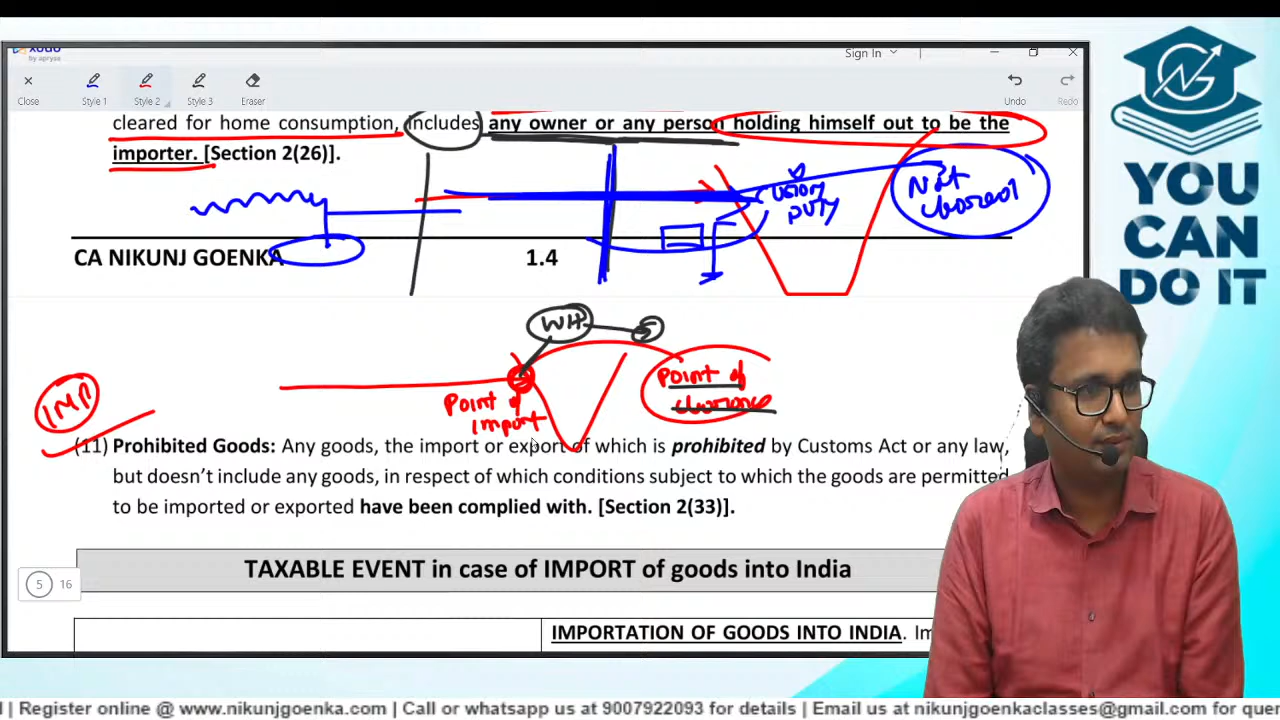 xodo
by apryse
Sign In
Close
Style 1
Style 2
Style 3
Eraser
Undo
Redo
cleared for home consumption, includes any owner or any person holding himself out to be the
importer. [Section 2(26)].
Custom
Duty
Not
cleared
CA NIKUNJ GOENKA
1.4
WH
Point of
Import
Point of
clearance
IMP
(11) Prohibited Goods: Any goods, the import or export of which is prohibited by Customs Act or any law,
but doesn't include any goods, in respect of which conditions subject to which the goods are permitted
to be imported or exported have been complied with. [Section 2(33)].
TAXABLE EVENT in case of IMPORT of goods into India
5 16
IMPORTATION OF GOODS INTO INDIA.
YOU
CAN
DO IT
| Register online @ www.nikunjgoenka.com | Call or whatsapp us at 9007922093 for details | Email us at nikunjgoenkaclasses@gmail.com for